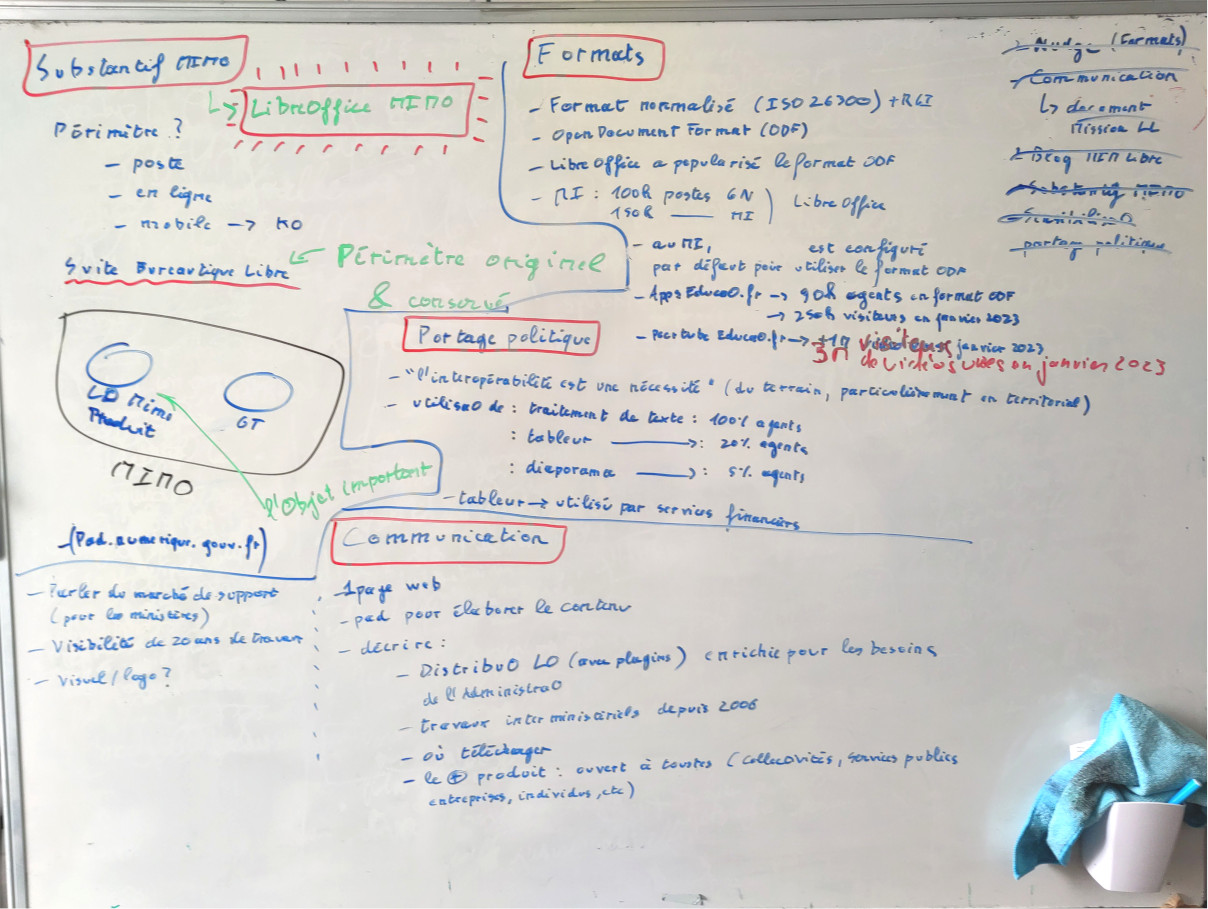 Substantif MIMO
↳ LibreOffice MIMO
Périmètre ?
- poste
- en ligne
- mobile → KO
Suite Bureautique Libre
← Périmètre originel
& conservé
LO Mimo
Produit
GT
MIMO
l'Objet important
Formats
- Format normalisé (ISO 26300) + RGI
- Open Document Format (ODF)
- Libre Office a popularisé le format ODF
- MI : 100k postes GN
150k — MI
Libre Office
- au MI, est configuré
par défaut pour utiliser le format ODF
- Apps.Educa0.fr → 90k agents en format ODF
→ 250k visiteurs en janvier 2023
- Peertube Educa0.fr → janvier 2023
3M de vidéos vues en janvier 2023
Portage politique
- "l'interopérabilité est une nécessité" (du terrain, particulièrement en territorial)
- utilisa0 de : traitement de texte : 100% agents
: tableur → : 20% agents
: diaporama → : 5% agents
- tableur → utilisé par services financiers
Communication
1 page web
- pad pour élaborer le contenu
- décrire :
- Distribu0 LO (avec plugins) enrichie pour les besoins
de l'Administra0
- travaux interministériels depuis 2006
- où télécharger
- le ⊕ produit : ouvert à toustes (collectivités, services publics
entreprises, individus, etc)
- (Pad.numerique.gouv.fr)
- Parler du marché de support
(pour les ministères)
- Visibilité de 20 ans de travail
- Visuel/logo ?
- Nudge (Formats)
- Communication
↳ document
Mission LL
- Blog MIM Libre
- Substantif MIMO
- portage politique